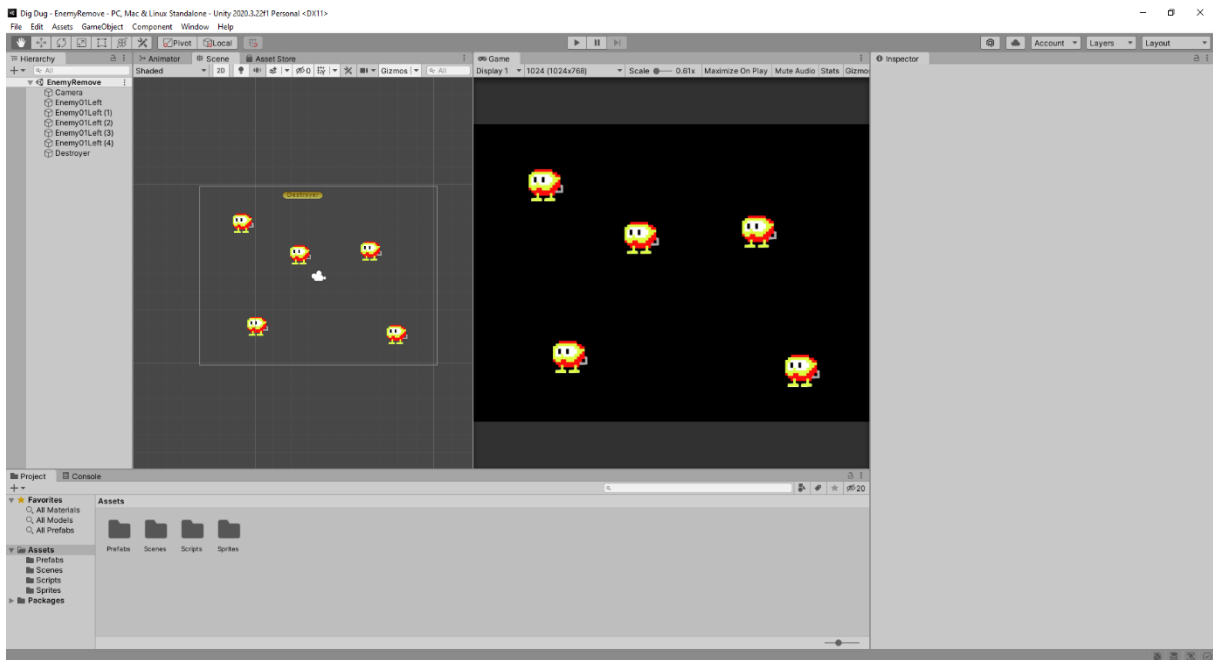 Dig Dug - EnemyRemove - PC, Mac & Linux Standalone - Unity 2020.3.22f1 Personal <DX11>
File Edit Assets GameObject Component Window Help
Pivot Local Account Layers Layout
Hierarchy Animator Scene Asset Store Game Inspector
All Shaded 2D 0 Gizmos All Display 1 1024 (1024x768) Scale 0.61x Maximize On Play Mute Audio Stats Gizmo
EnemyRemove
Camera
Enemy01Left
Enemy01Left (1)
Enemy01Left (2)
Enemy01Left (3)
Enemy01Left (4)
Destroyer
Destroyer
Project Console
20
Favorites
All Materials
All Models
All Prefabs
Assets
Prefabs
Scenes
Scripts
Sprites
Packages
Assets
Prefabs Scenes Scripts Sprites